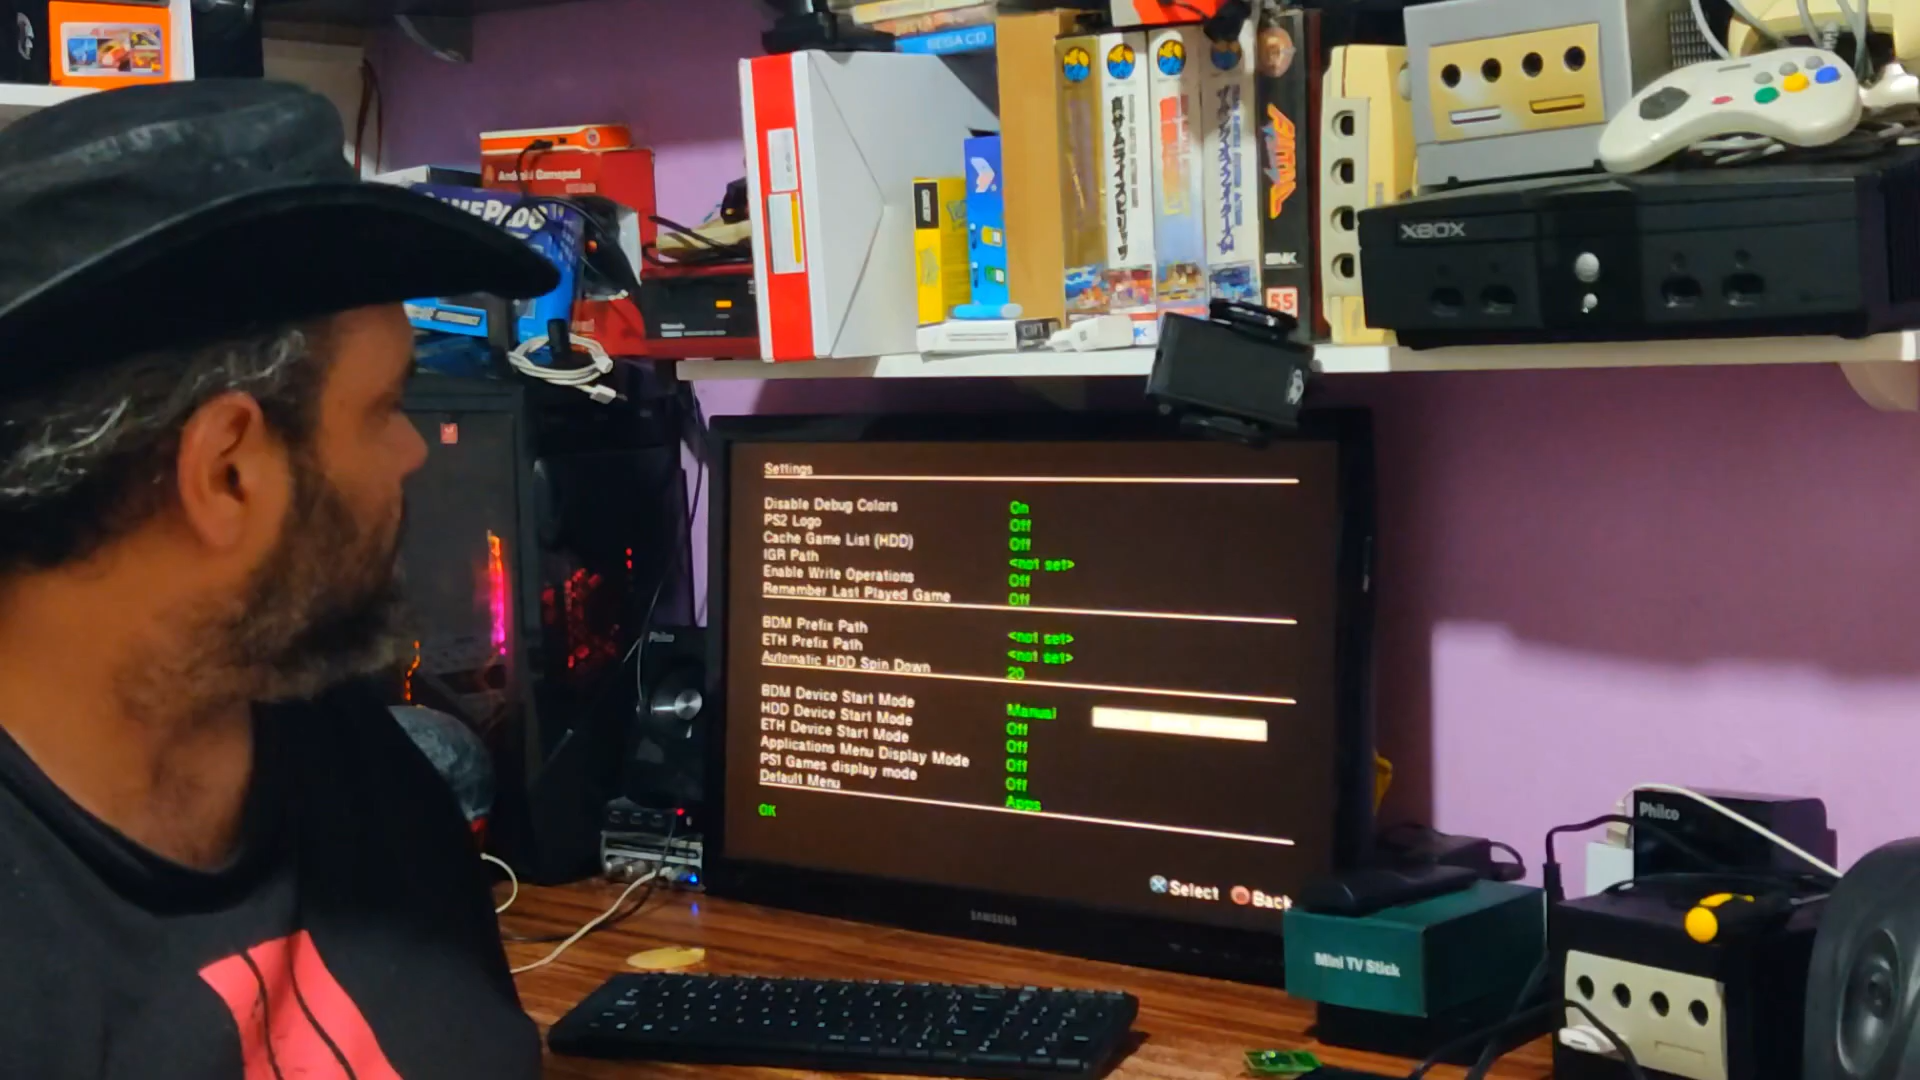 SEGA CD
Android Gamepad
XBOX
SNK
55
Philco
Settings
Disable Debug Colors On
PS2 Logo Off
Cache Game List (HDD) Off
IGR Path <not set>
Enable Write Operations Off
Remember Last Played Game Off
BDM Prefix Path <not set>
ETH Prefix Path <not set>
Automatic HDD Spin Down 20
BDM Device Start Mode Manual
HDD Device Start Mode Off
ETH Device Start Mode Off
Applications Menu Display Mode Off
PS1 Games display mode Off
Default Menu Apps
OK
Select Back
SAMSUNG
Philco
Mini TV Stick